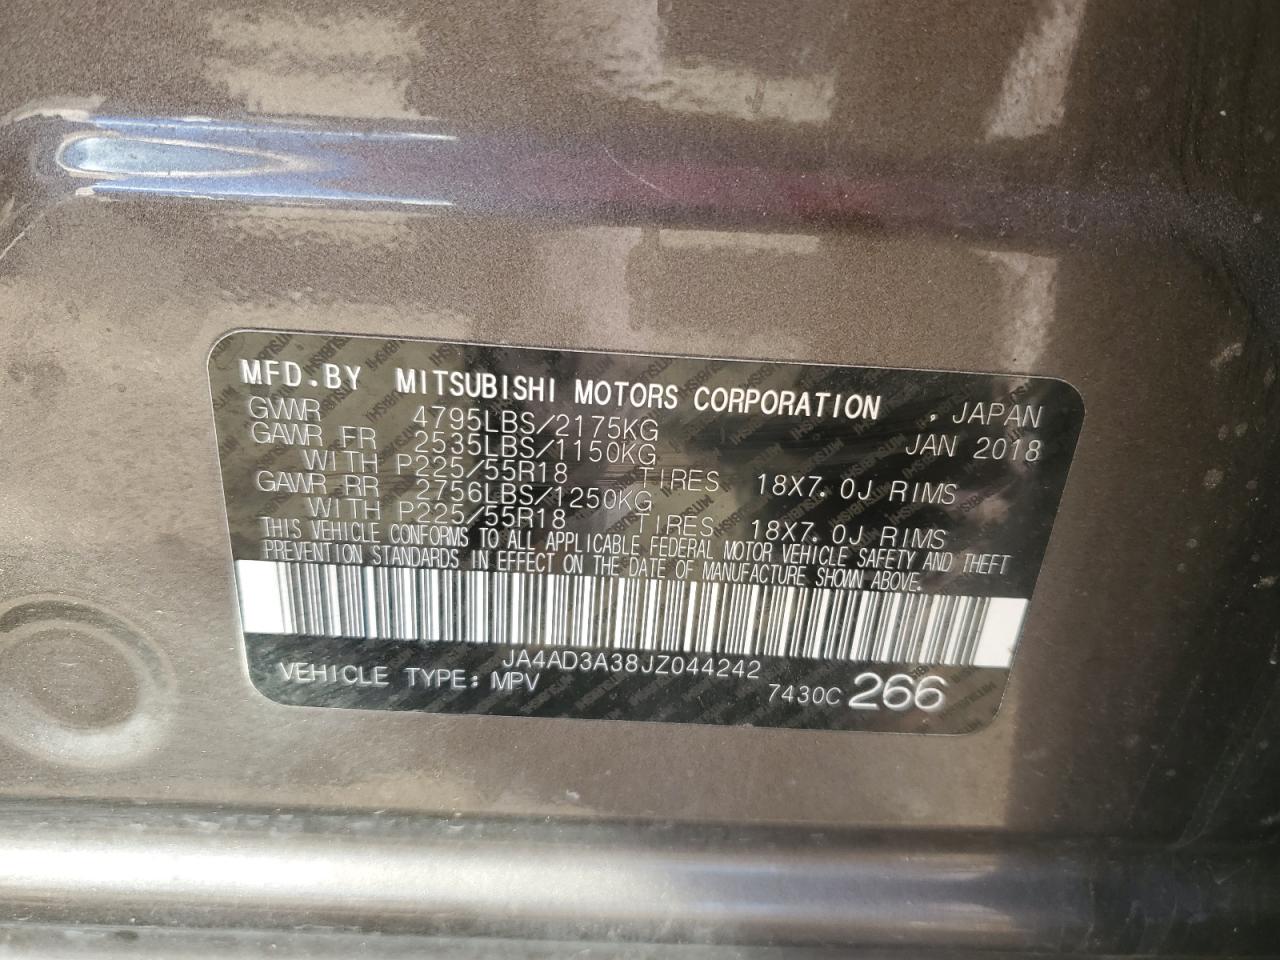 MFD.BY MITSUBISHI MOTORS CORPORATION , JAPAN
GVWR 4795LBS/2175KG JAN 2018
GAWR FR 2535LBS/1150KG
WITH P225/55R18 TIRES 18X7.0J RIMS
GAWR RR 2756LBS/1250KG
WITH P225/55R18 TIRES 18X7.0J RIMS
THIS VEHICLE CONFORMS TO ALL APPLICABLE FEDERAL MOTOR VEHICLE SAFETY AND THEFT
PREVENTION STANDARDS IN EFFECT ON THE DATE OF MANUFACTURE SHOWN ABOVE.
JA4AD3A38JZ044242
VEHICLE TYPE: MPV 7430C 266